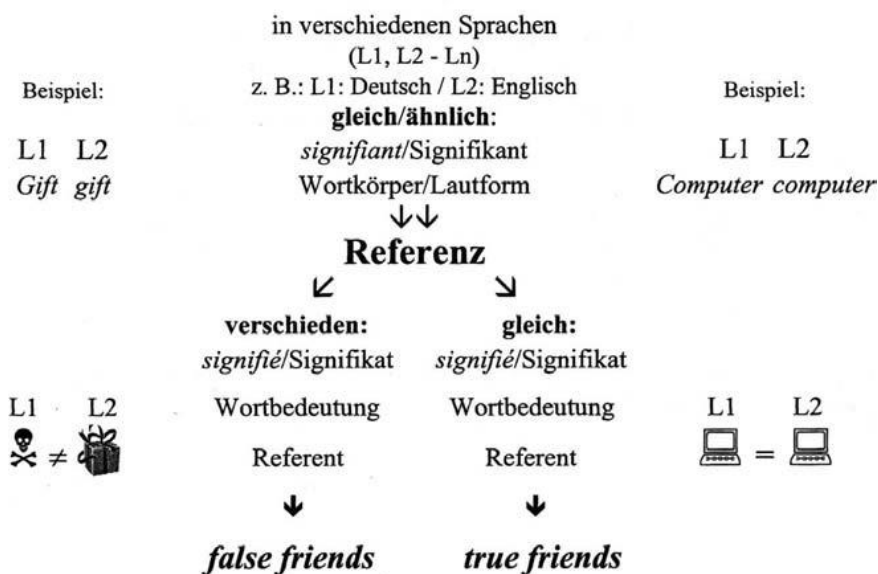 in verschiedenen Sprachen
(L1, L2 - Ln)
Beispiel:
z. B.: L1: Deutsch / L2: Englisch
Beispiel:
gleich/ähnlich:
L1 L2
signifiant/Signifikant
L1 L2
Gift gift
Wortkörper/Lautform
Computer computer
Referenz
verschieden:
gleich:
signifié/Signifikat
signifié/Signifikat
L1 L2
Wortbedeutung
Wortbedeutung
L1 L2
≠
Referent
Referent
=
false friends
true friends